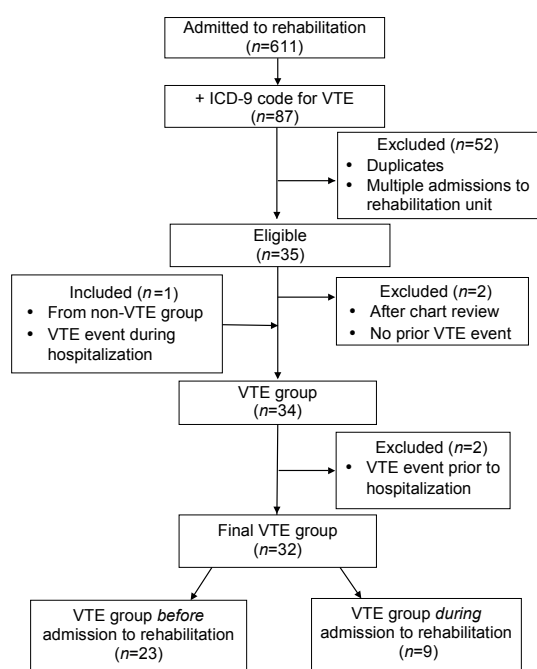 Admitted to rehabilitation
(n=611)
+ ICD-9 code for VTE
(n=87)
Excluded (n=52)
• Duplicates
• Multiple admissions to
rehabilitation unit
Eligible
(n=35)
Included (n=1)
• From non-VTE group
• VTE event during
hospitalization
Excluded (n=2)
• After chart review
• No prior VTE event
VTE group
(n=34)
Excluded (n=2)
• VTE event prior to
hospitalization
Final VTE group
(n=32)
VTE group before
admission to rehabilitation
(n=23)
VTE group during
admission to rehabilitation
(n=9)